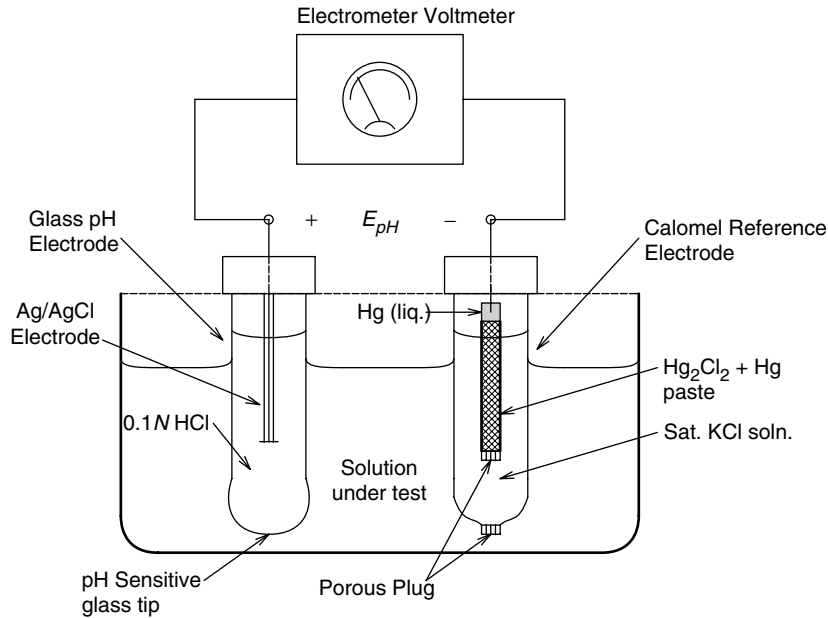 Electrometer Voltmeter
+ E_pH −
Glass pH
Electrode
Calomel Reference
Electrode
Ag/AgCl
Electrode
Hg (liq.)
Hg₂Cl₂ + Hg
paste
0.1N HCl
Sat. KCl soln.
Solution
under test
pH Sensitive
glass tip
Porous Plug